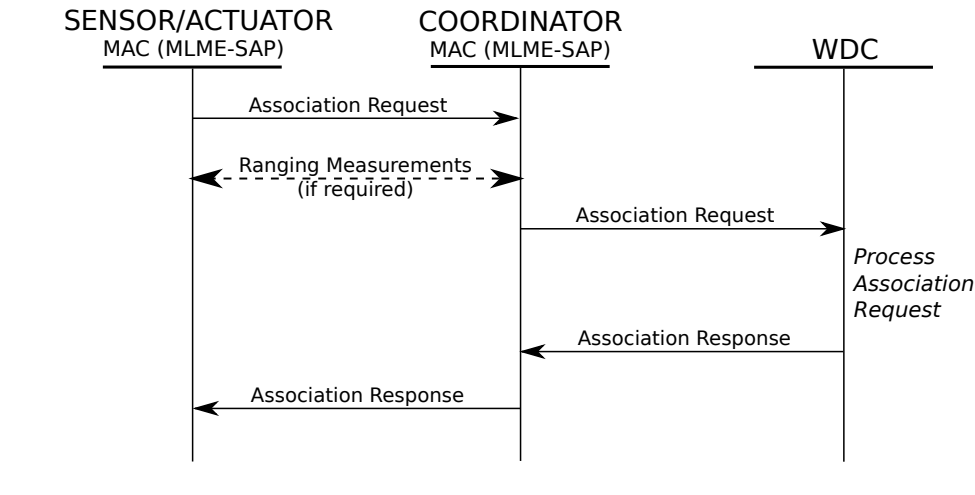 SENSOR/ACTUATOR
MAC (MLME-SAP)
COORDINATOR
MAC (MLME-SAP)
WDC
Association Request
Ranging Measurements
(if required)
Association Request
Process
Association
Request
Association Response
Association Response